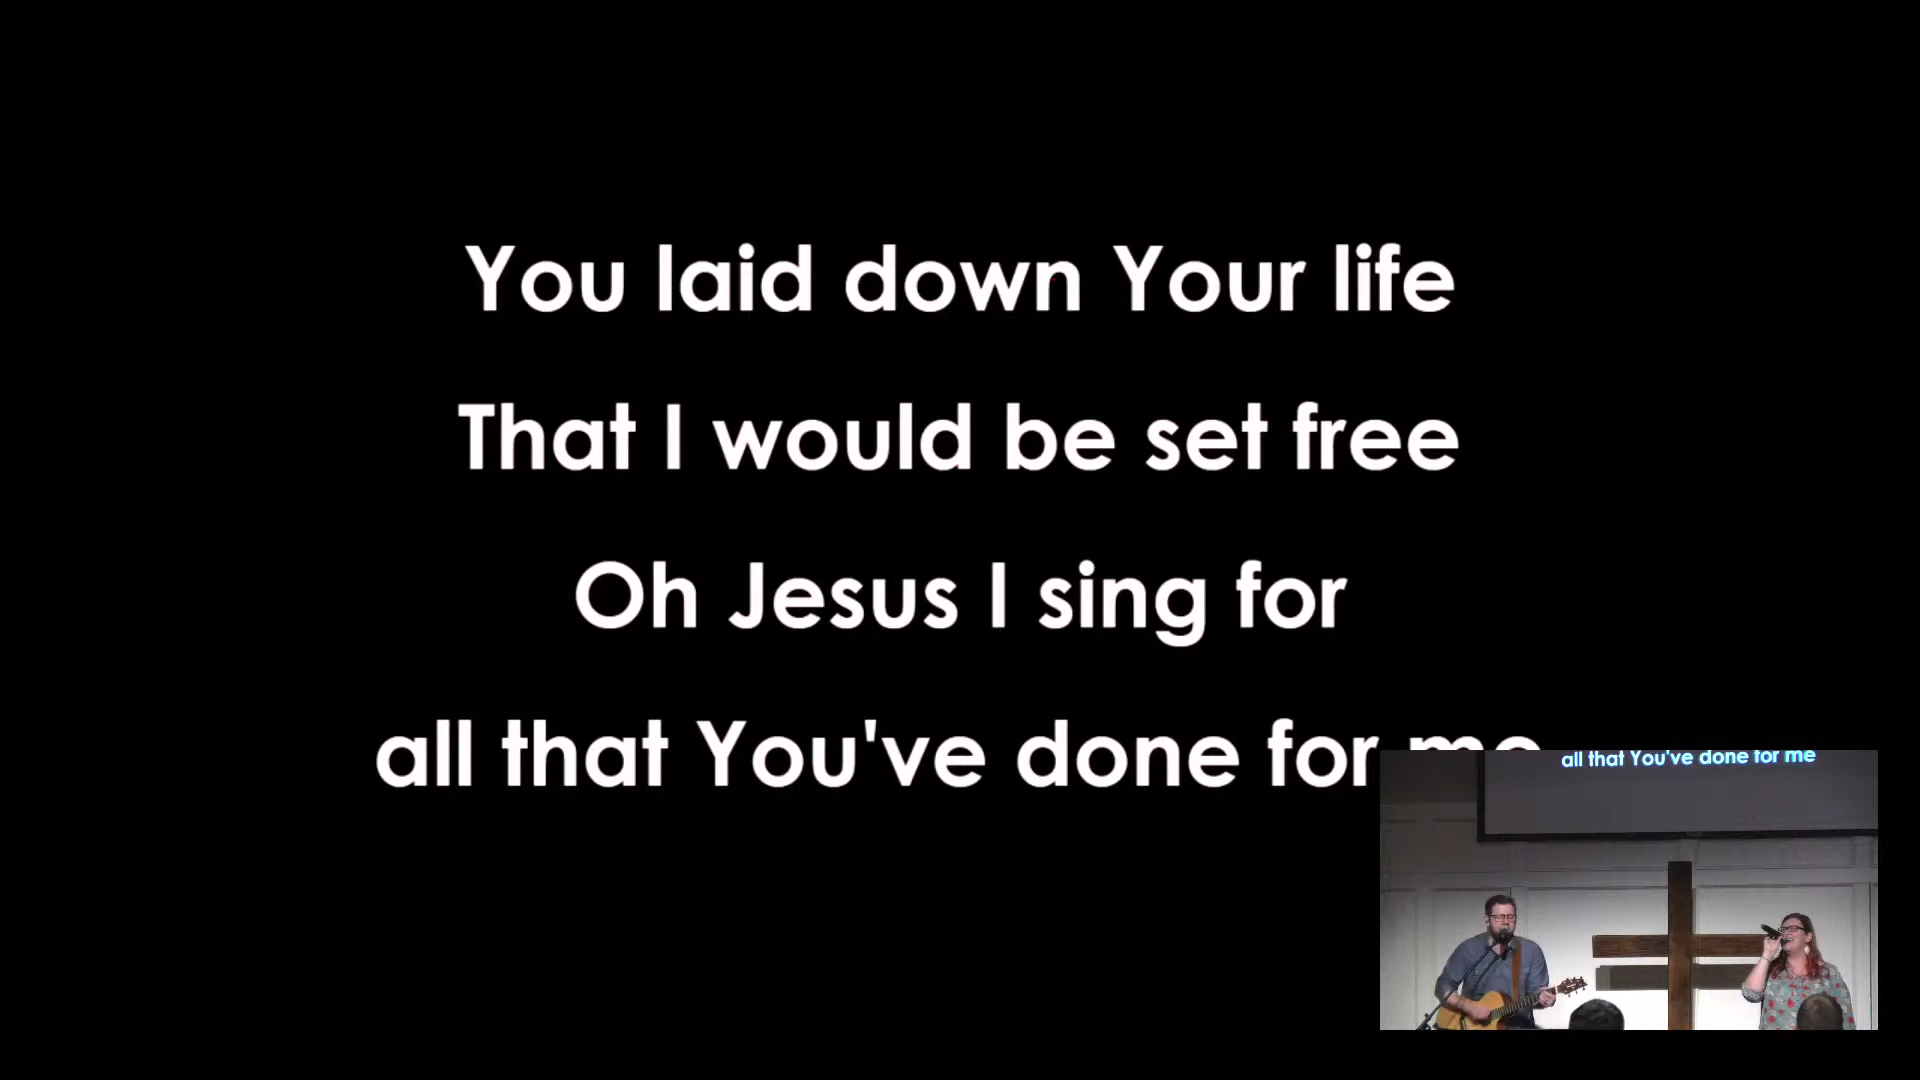 You laid down Your life
That I would be set free
Oh Jesus I sing for
all that You've done for me
all that You've done for me